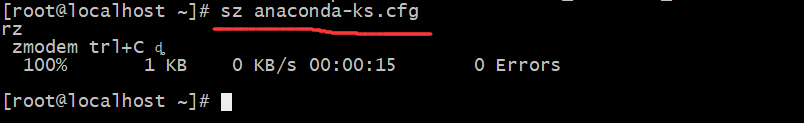 [root@localhost ~]# sz anaconda-ks.cfg
rz
zmodem trl+C ȡ
100% 1 KB 0 KB/s 00:00:15 0 Errors
[root@localhost ~]#